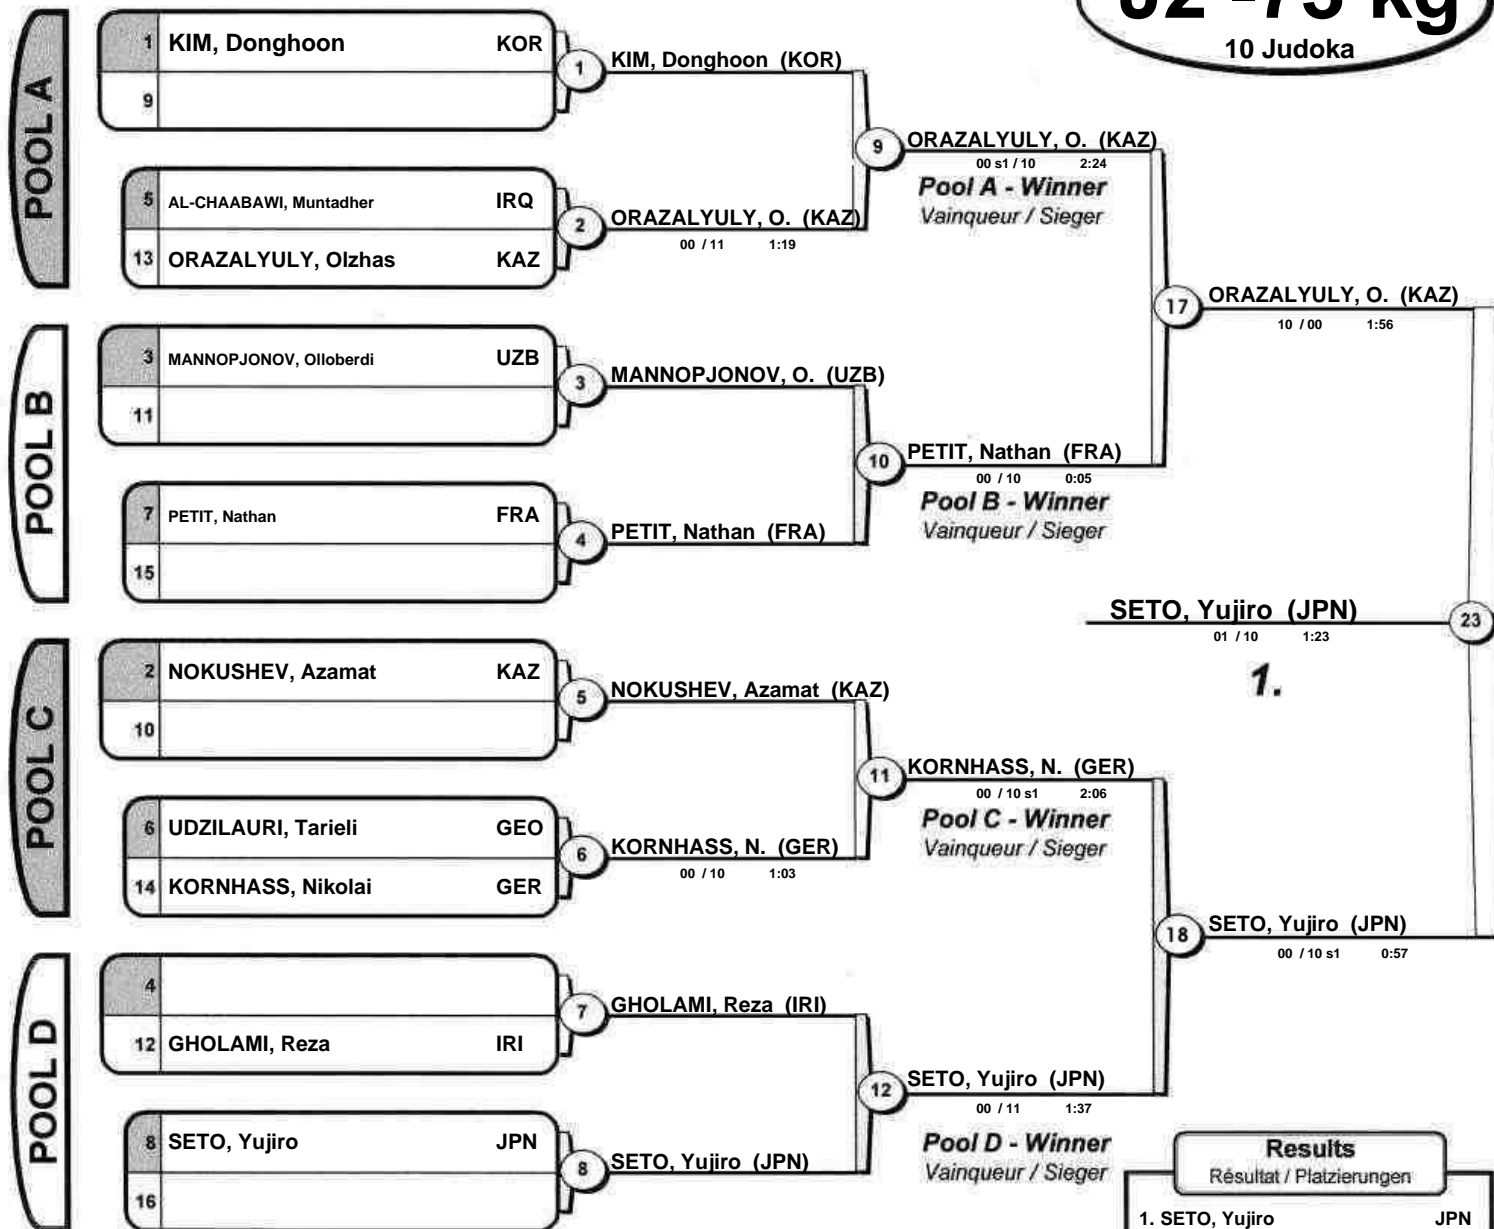 J2 -73 kg
10 Judoka
POOL A
1 KIM, Donghoon KOR
9
1
KIM, Donghoon (KOR)
5 AL-CHAABAWI, Muntadher IRQ
13 ORAZALYULY, Olzhas KAZ
2
ORAZALYULY, O. (KAZ)
00 / 11 1:19
9
ORAZALYULY, O. (KAZ)
00 s1 / 10 2:24
Pool A - Winner
Vainqueur / Sieger
POOL B
3 MANNOPJONOV, Olloberdi UZB
11
3
MANNOPJONOV, O. (UZB)
7 PETIT, Nathan FRA
15
4
PETIT, Nathan (FRA)
10
PETIT, Nathan (FRA)
00 / 10 0:05
Pool B - Winner
Vainqueur / Sieger
17
ORAZALYULY, O. (KAZ)
10 / 00 1:56
SETO, Yujiro (JPN)
01 / 10 1:23
1.
23
POOL C
2 NOKUSHEV, Azamat KAZ
10
5
NOKUSHEV, Azamat (KAZ)
6 UDZILAURI, Tarieli GEO
14 KORNHASS, Nikolai GER
6
KORNHASS, N. (GER)
00 / 10 1:03
11
KORNHASS, N. (GER)
00 / 10 s1 2:06
Pool C - Winner
Vainqueur / Sieger
POOL D
4
12 GHOLAMI, Reza IRI
7
GHOLAMI, Reza (IRI)
8 SETO, Yujiro JPN
16
8
SETO, Yujiro (JPN)
12
SETO, Yujiro (JPN)
00 / 11 1:37
Pool D - Winner
Vainqueur / Sieger
18
SETO, Yujiro (JPN)
00 / 10 s1 0:57
Results
Résultat / Platzierungen
1. SETO, Yujiro JPN